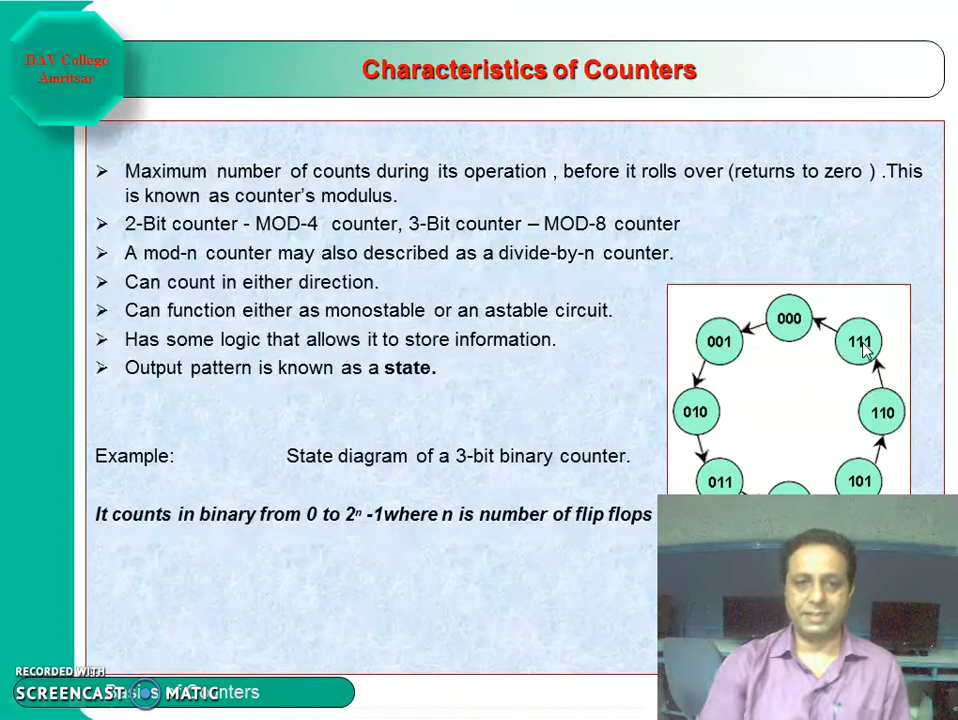 DAV College
Amritsar
Characteristics of Counters
➢ Maximum number of counts during its operation , before it rolls over (returns to zero ) .This
is known as counter's modulus.
➢ 2-Bit counter - MOD-4 counter, 3-Bit counter – MOD-8 counter
➢ A mod-n counter may also described as a divide-by-n counter.
➢ Can count in either direction.
➢ Can function either as monostable or an astable circuit.
➢ Has some logic that allows it to store information.
➢ Output pattern is known as a state.
000
001
111
010
110
011
101
Example: State diagram of a 3-bit binary counter.
It counts in binary from 0 to 2ⁿ -1where n is number of flip flops
RECORDED WITH
SCREENCAST MATIC
Basics of Counters